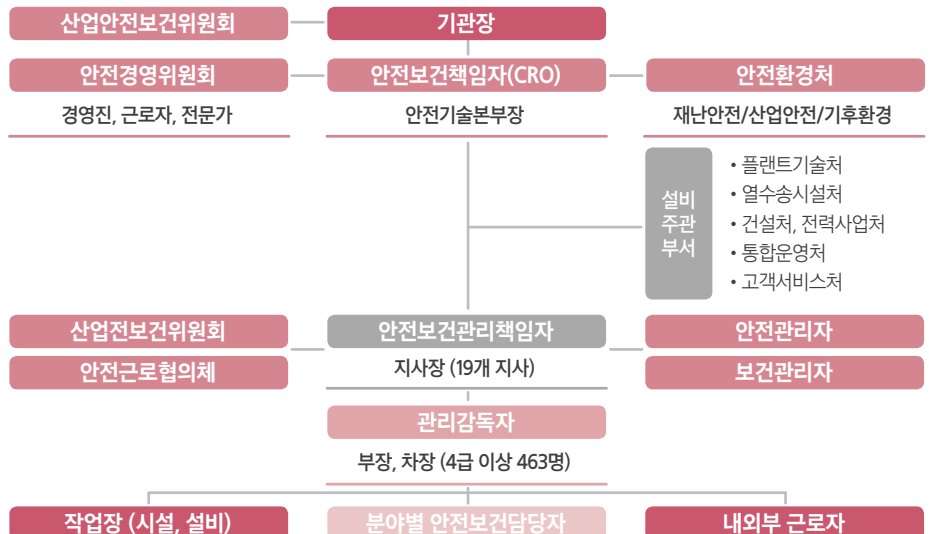 산업안전보건위원회
기관장
안전경영위원회
안전보건책임자(CRO)
안전환경처
경영진, 근로자, 전문가
안전기술본부장
재난안전/산업안전/기후환경
설비
주관
부서
• 플랜트기술처
• 열수송시설처
• 건설처, 전력사업처
• 통합운영처
• 고객서비스처
산업전보건위원회
안전보건관리책임자
안전관리자
안전근로협의체
지사장 (19개 지사)
보건관리자
관리감독자
부장, 차장 (4급 이상 463명)
작업장 (시설, 설비)
분야별 안전보건담당자
내외부 근로자